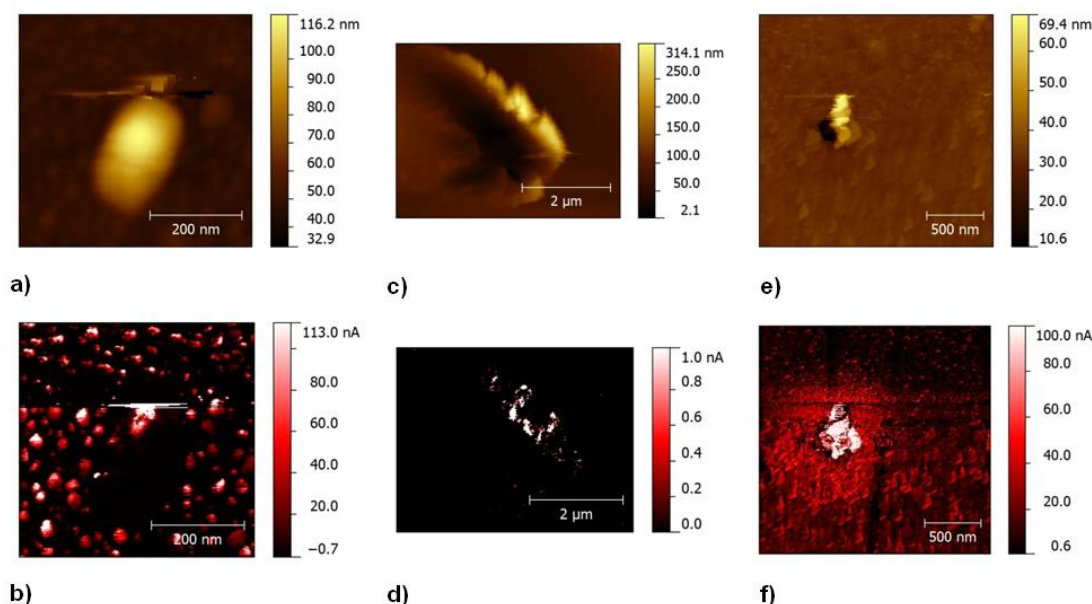 116.2 nm
100.0
90.0
80.0
70.0
60.0
50.0
40.0
32.9
200 nm
a)
314.1 nm
250.0
200.0
150.0
100.0
50.0
2.1
2 µm
c)
69.4 nm
60.0
50.0
40.0
30.0
20.0
10.6
500 nm
e)
113.0 nA
80.0
60.0
40.0
20.0
−0.7
200 nm
b)
1.0 nA
0.8
0.6
0.4
0.2
0.0
2 µm
d)
100.0 nA
80.0
60.0
40.0
20.0
0.6
500 nm
f)